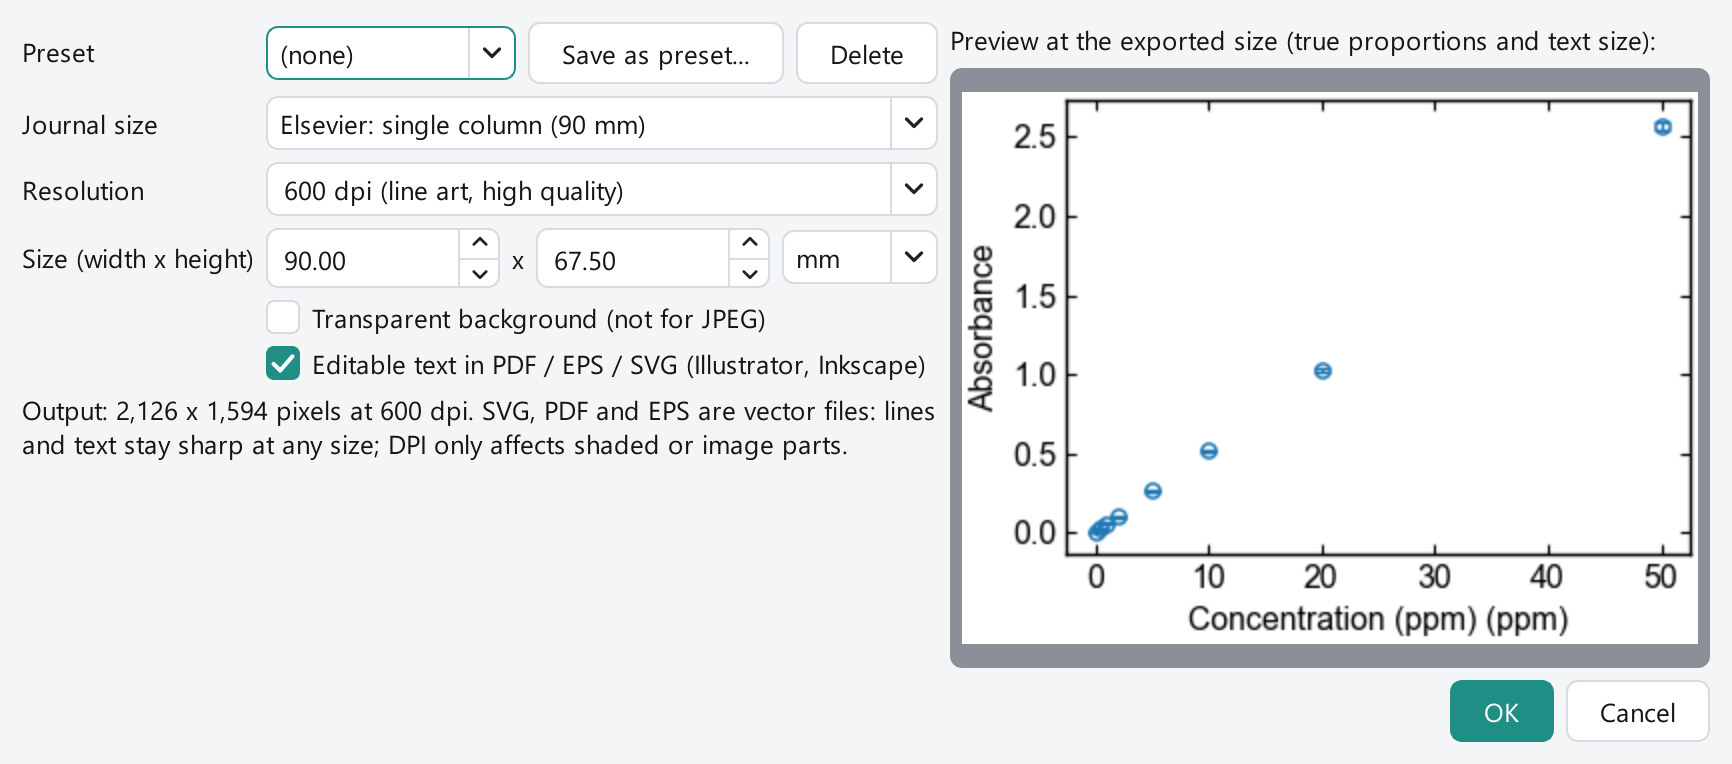 Preset
(none)
Save as preset...
Delete
Journal size
Elsevier: single column (90 mm)
Resolution
600 dpi (line art, high quality)
Size (width x height)
90.00
x
67.50
mm
Transparent background (not for JPEG)
Editable text in PDF / EPS / SVG (Illustrator, Inkscape)
Output: 2,126 x 1,594 pixels at 600 dpi. SVG, PDF and EPS are vector files: lines
and text stay sharp at any size; DPI only affects shaded or image parts.
Preview at the exported size (true proportions and text size):
2.5
2.0
1.5
1.0
0.5
0.0
Absorbance
0 10 20 30 40 50
Concentration (ppm) (ppm)
OK
Cancel